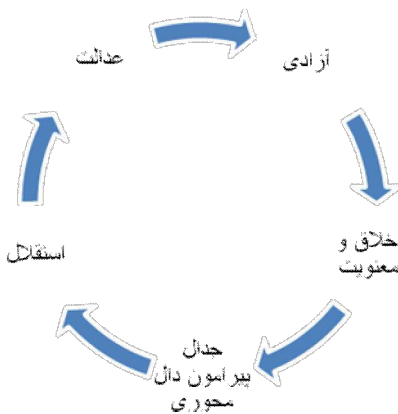 آزادی
خلاق و
معنویت
جدال
پیرامون دال
محوری
استقلال
عدالت